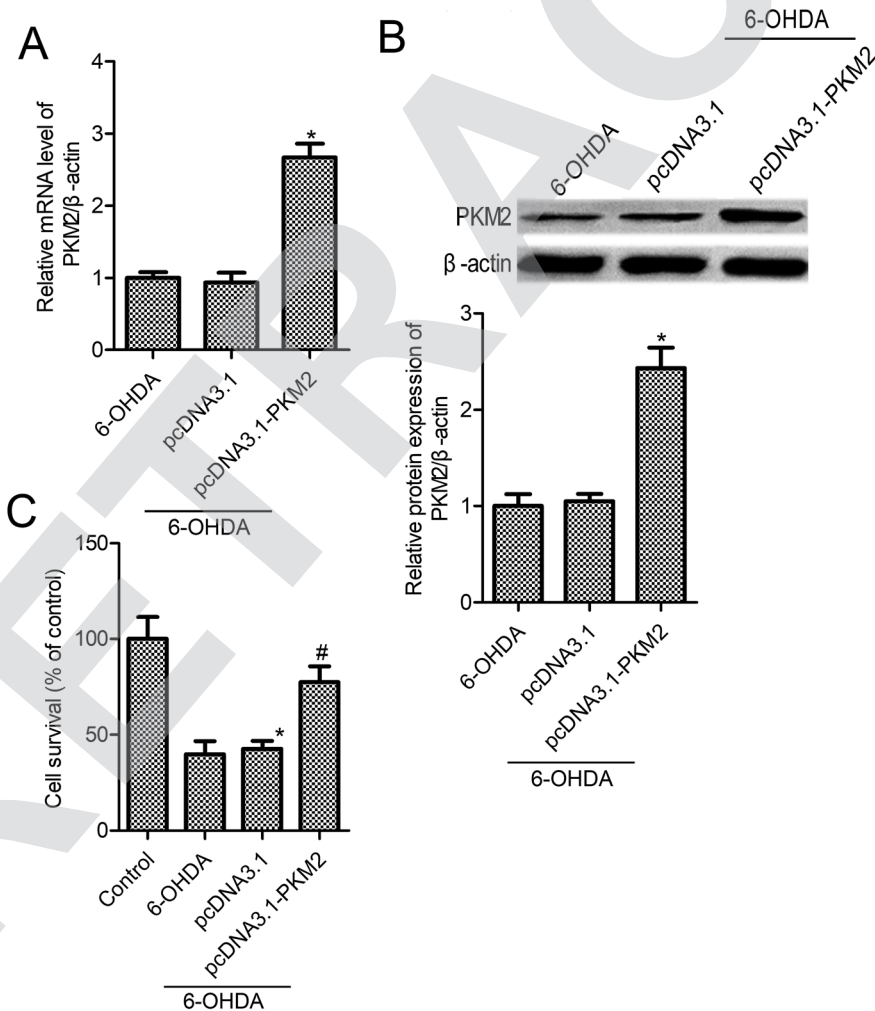 A
Relative mRNA level of
PKM2/β -actin
4
3
2
1
0
*
6-OHDA
pcDNA3.1
pcDNA3.1-PKM2
6-OHDA
B
6-OHDA
6-OHDA
pcDNA3.1
pcDNA3.1-PKM2
PKM2
β -actin
Relative protein expression of
PKM2/β -actin
3
2
1
0
*
6-OHDA
pcDNA3.1
pcDNA3.1-PKM2
6-OHDA
C
Cell survival (% of control)
150
100
50
0
*
#
Control
6-OHDA
pcDNA3.1
pcDNA3.1-PKM2
6-OHDA
RETRAC